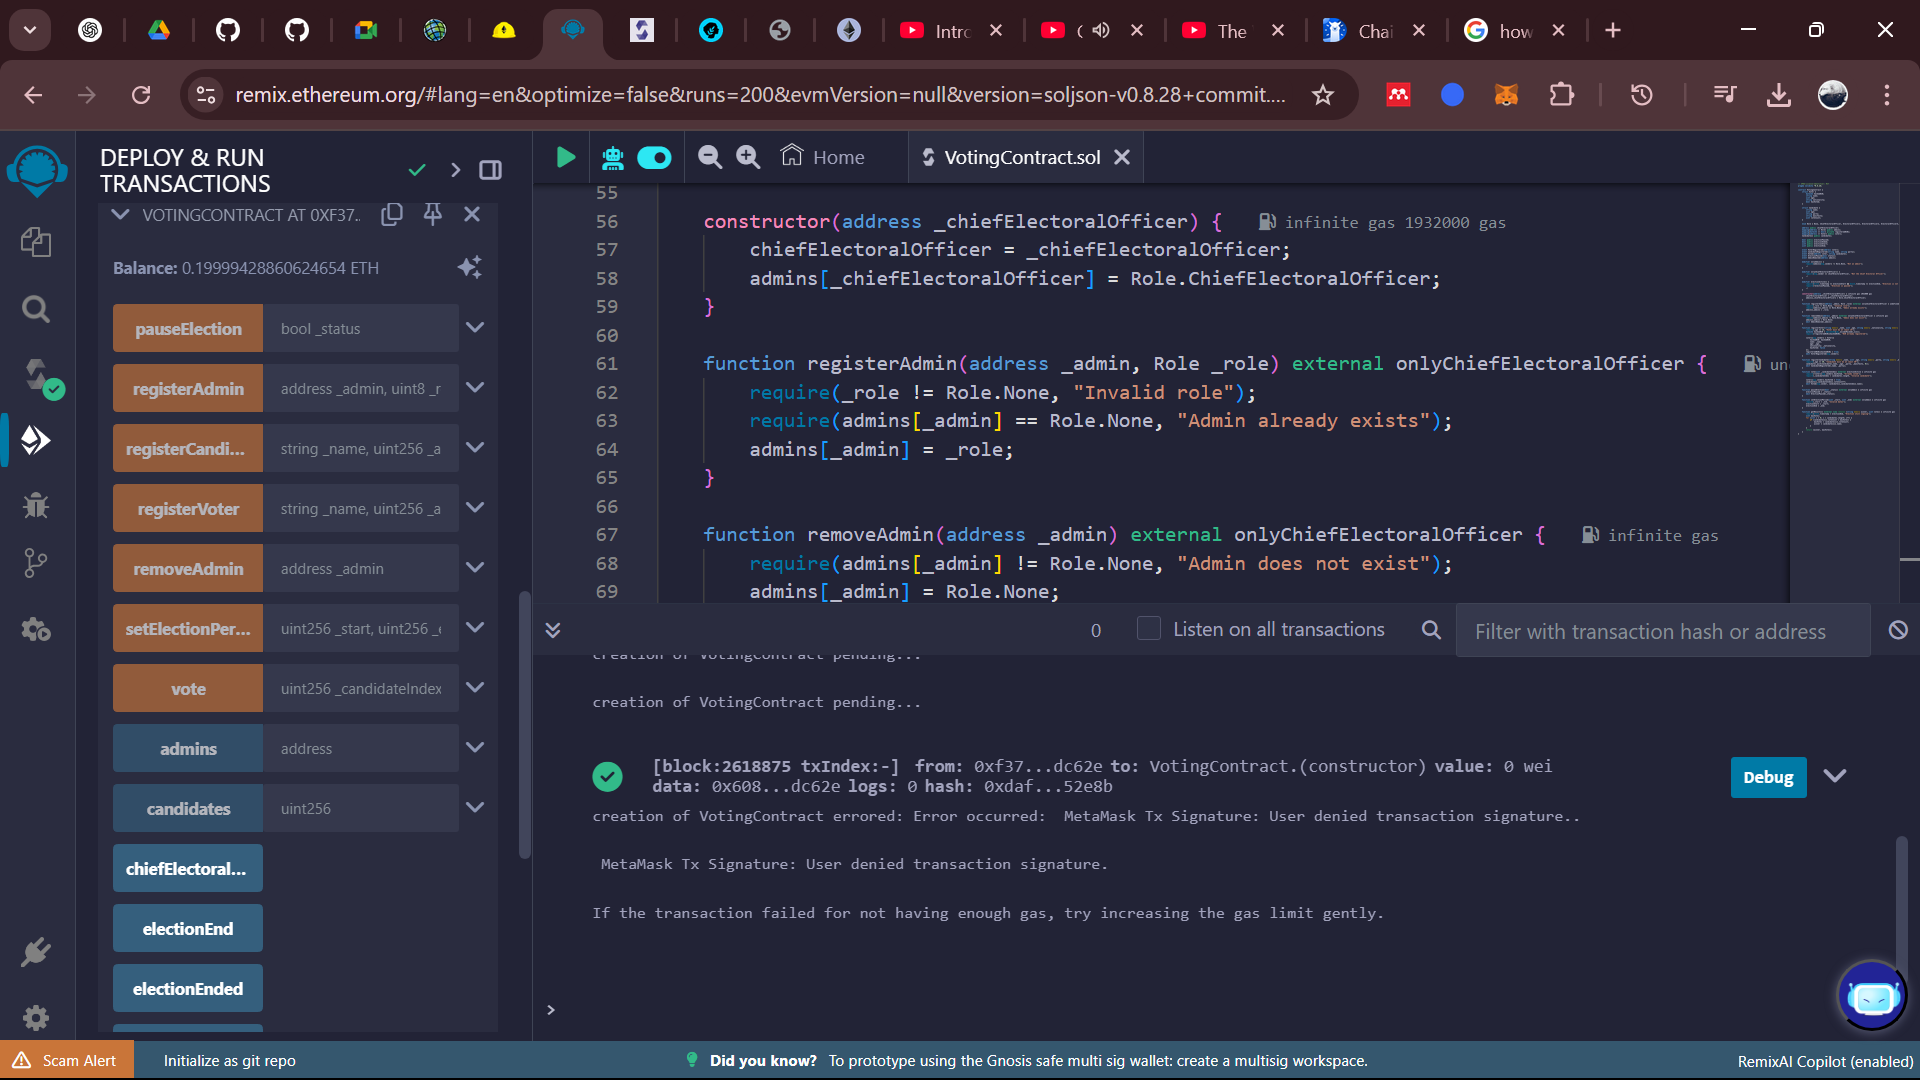 Intro
The
Chai
how
remix.ethereum.org/#lang=en&optimize=false&runs=200&evmVersion=null&version=soljson-v0.8.28+commit....
DEPLOY & RUN
TRANSACTIONS
VOTINGCONTRACT AT 0XF37..
Balance: 0.19999428860624654 ETH
pauseElection bool _status
registerAdmin address _admin, uint8 _r
registerCandi... string _name, uint256 _a
registerVoter string _name, uint256 _a
removeAdmin address _admin
setElectionPer... uint256 _start, uint256 _e
vote uint256 _candidateIndex
admins address
candidates uint256
chiefElectoral...
electionEnd
electionEnded
Home
VotingContract.sol
55
56 constructor(address _chiefElectoralOfficer) { infinite gas 1932000 gas
57 chiefElectoralOfficer = _chiefElectoralOfficer;
58 admins[_chiefElectoralOfficer] = Role.ChiefElectoralOfficer;
59 }
60
61 function registerAdmin(address _admin, Role _role) external onlyChiefElectoralOfficer { un
62 require(_role != Role.None, "Invalid role");
63 require(admins[_admin] == Role.None, "Admin already exists");
64 admins[_admin] = _role;
65 }
66
67 function removeAdmin(address _admin) external onlyChiefElectoralOfficer { infinite gas
68 require(admins[_admin] != Role.None, "Admin does not exist");
69 admins[_admin] = Role.None;
0 Listen on all transactions Filter with transaction hash or address
creation of VotingContract pending...
creation of VotingContract pending...
[block:2618875 txIndex:-] from: 0xf37...dc62e to: VotingContract.(constructor) value: 0 wei
data: 0x608...dc62e logs: 0 hash: 0xdaf...52e8b
Debug
creation of VotingContract errored: Error occurred: MetaMask Tx Signature: User denied transaction signature..
MetaMask Tx Signature: User denied transaction signature.
If the transaction failed for not having enough gas, try increasing the gas limit gently.
>
Scam Alert
Initialize as git repo
Did you know? To prototype using the Gnosis safe multi sig wallet: create a multisig workspace.
RemixAI Copilot (enabled)